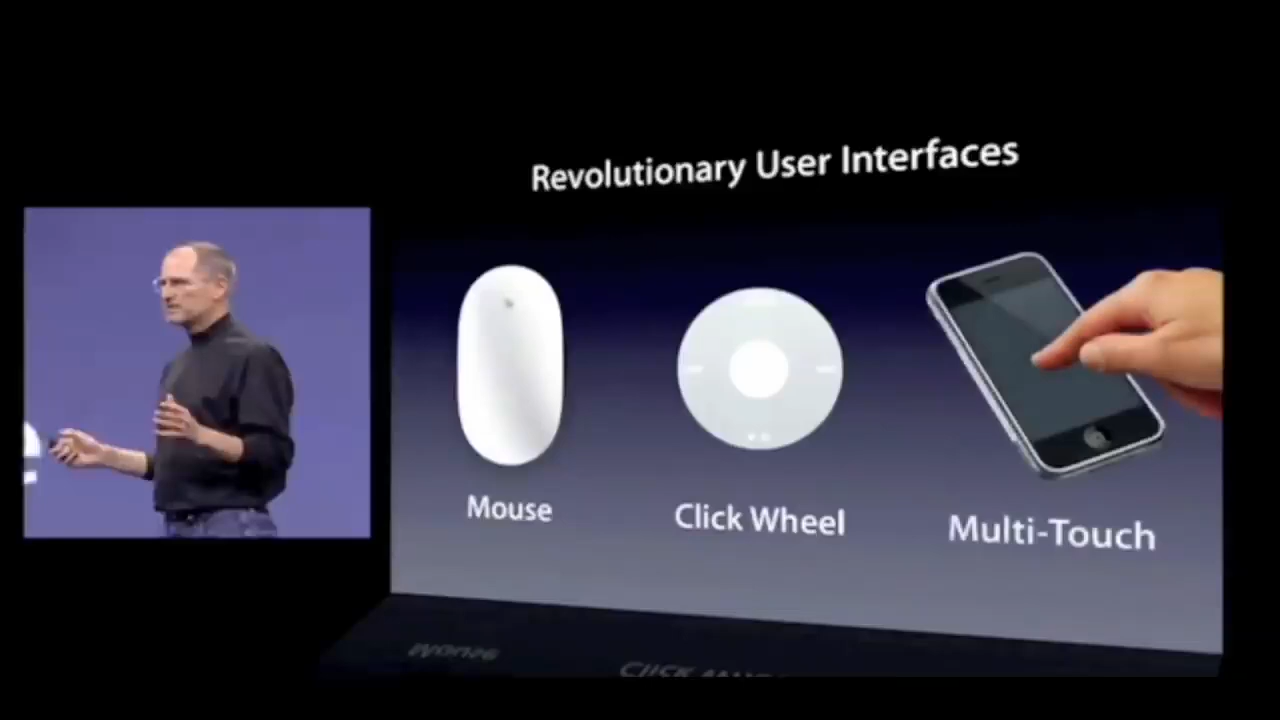 Revolutionary User Interfaces
Mouse
Click Wheel
Multi-Touch
e